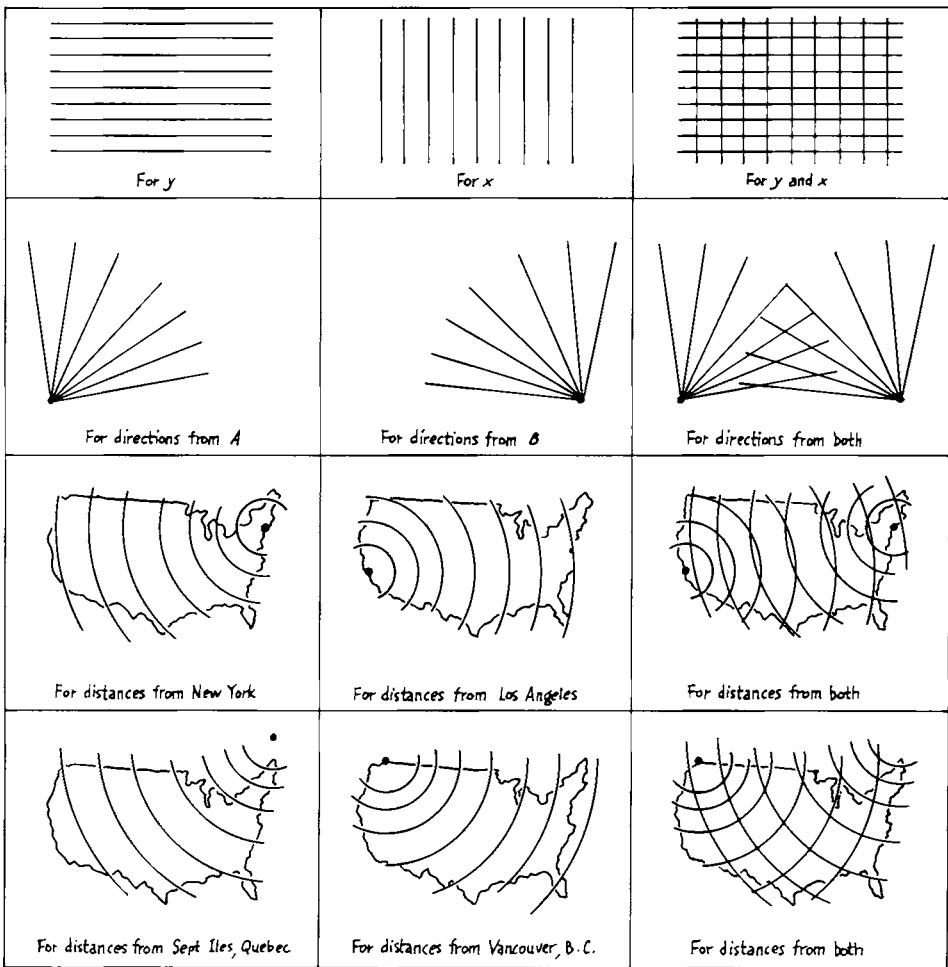 For y
For x
For y and x
For directions from A
For directions from B
For directions from both
For distances from New York
For distances from Los Angeles
For distances from both
For distances from Sept Iles, Quebec
For distances from Vancouver, B.C.
For distances from both